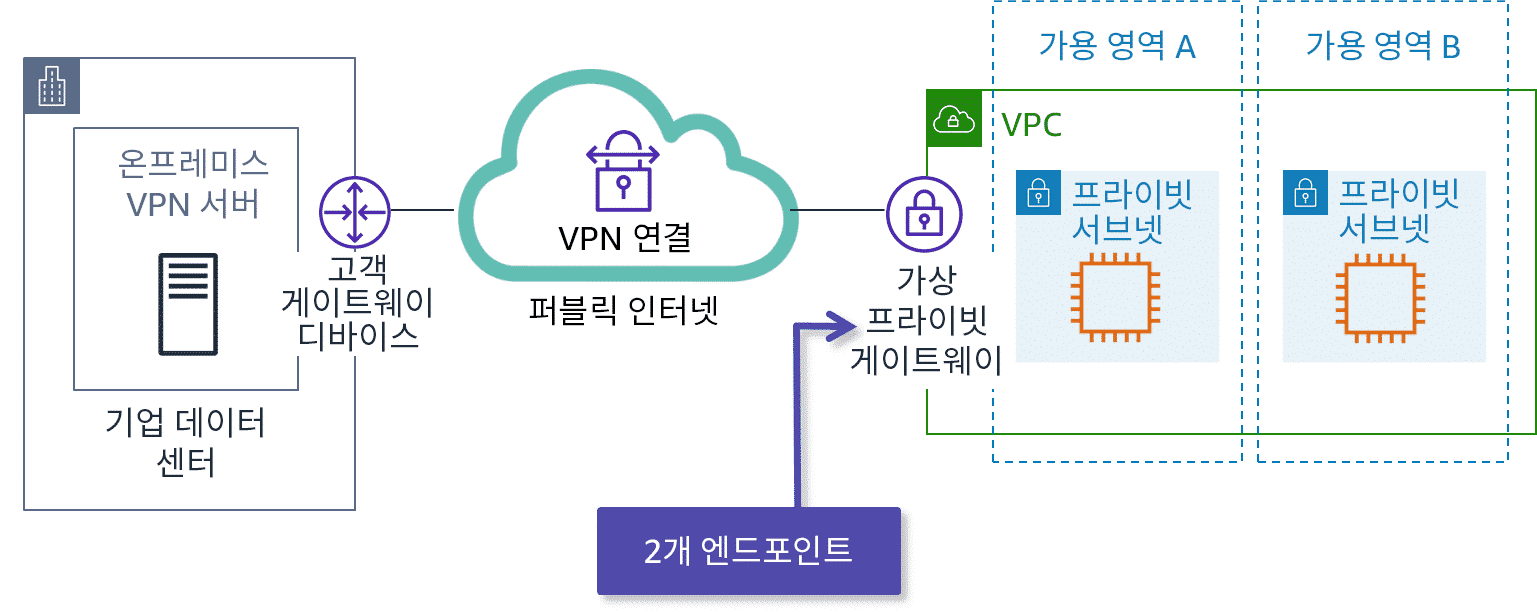 온프레미스
VPN 서버
기업 데이터
센터
고객
게이트웨이
디바이스
VPN 연결
퍼블릭 인터넷
2개 엔드포인트
가상
프라이빗
게이트웨이
VPC
가용 영역 A
프라이빗
서브넷
가용 영역 B
프라이빗
서브넷